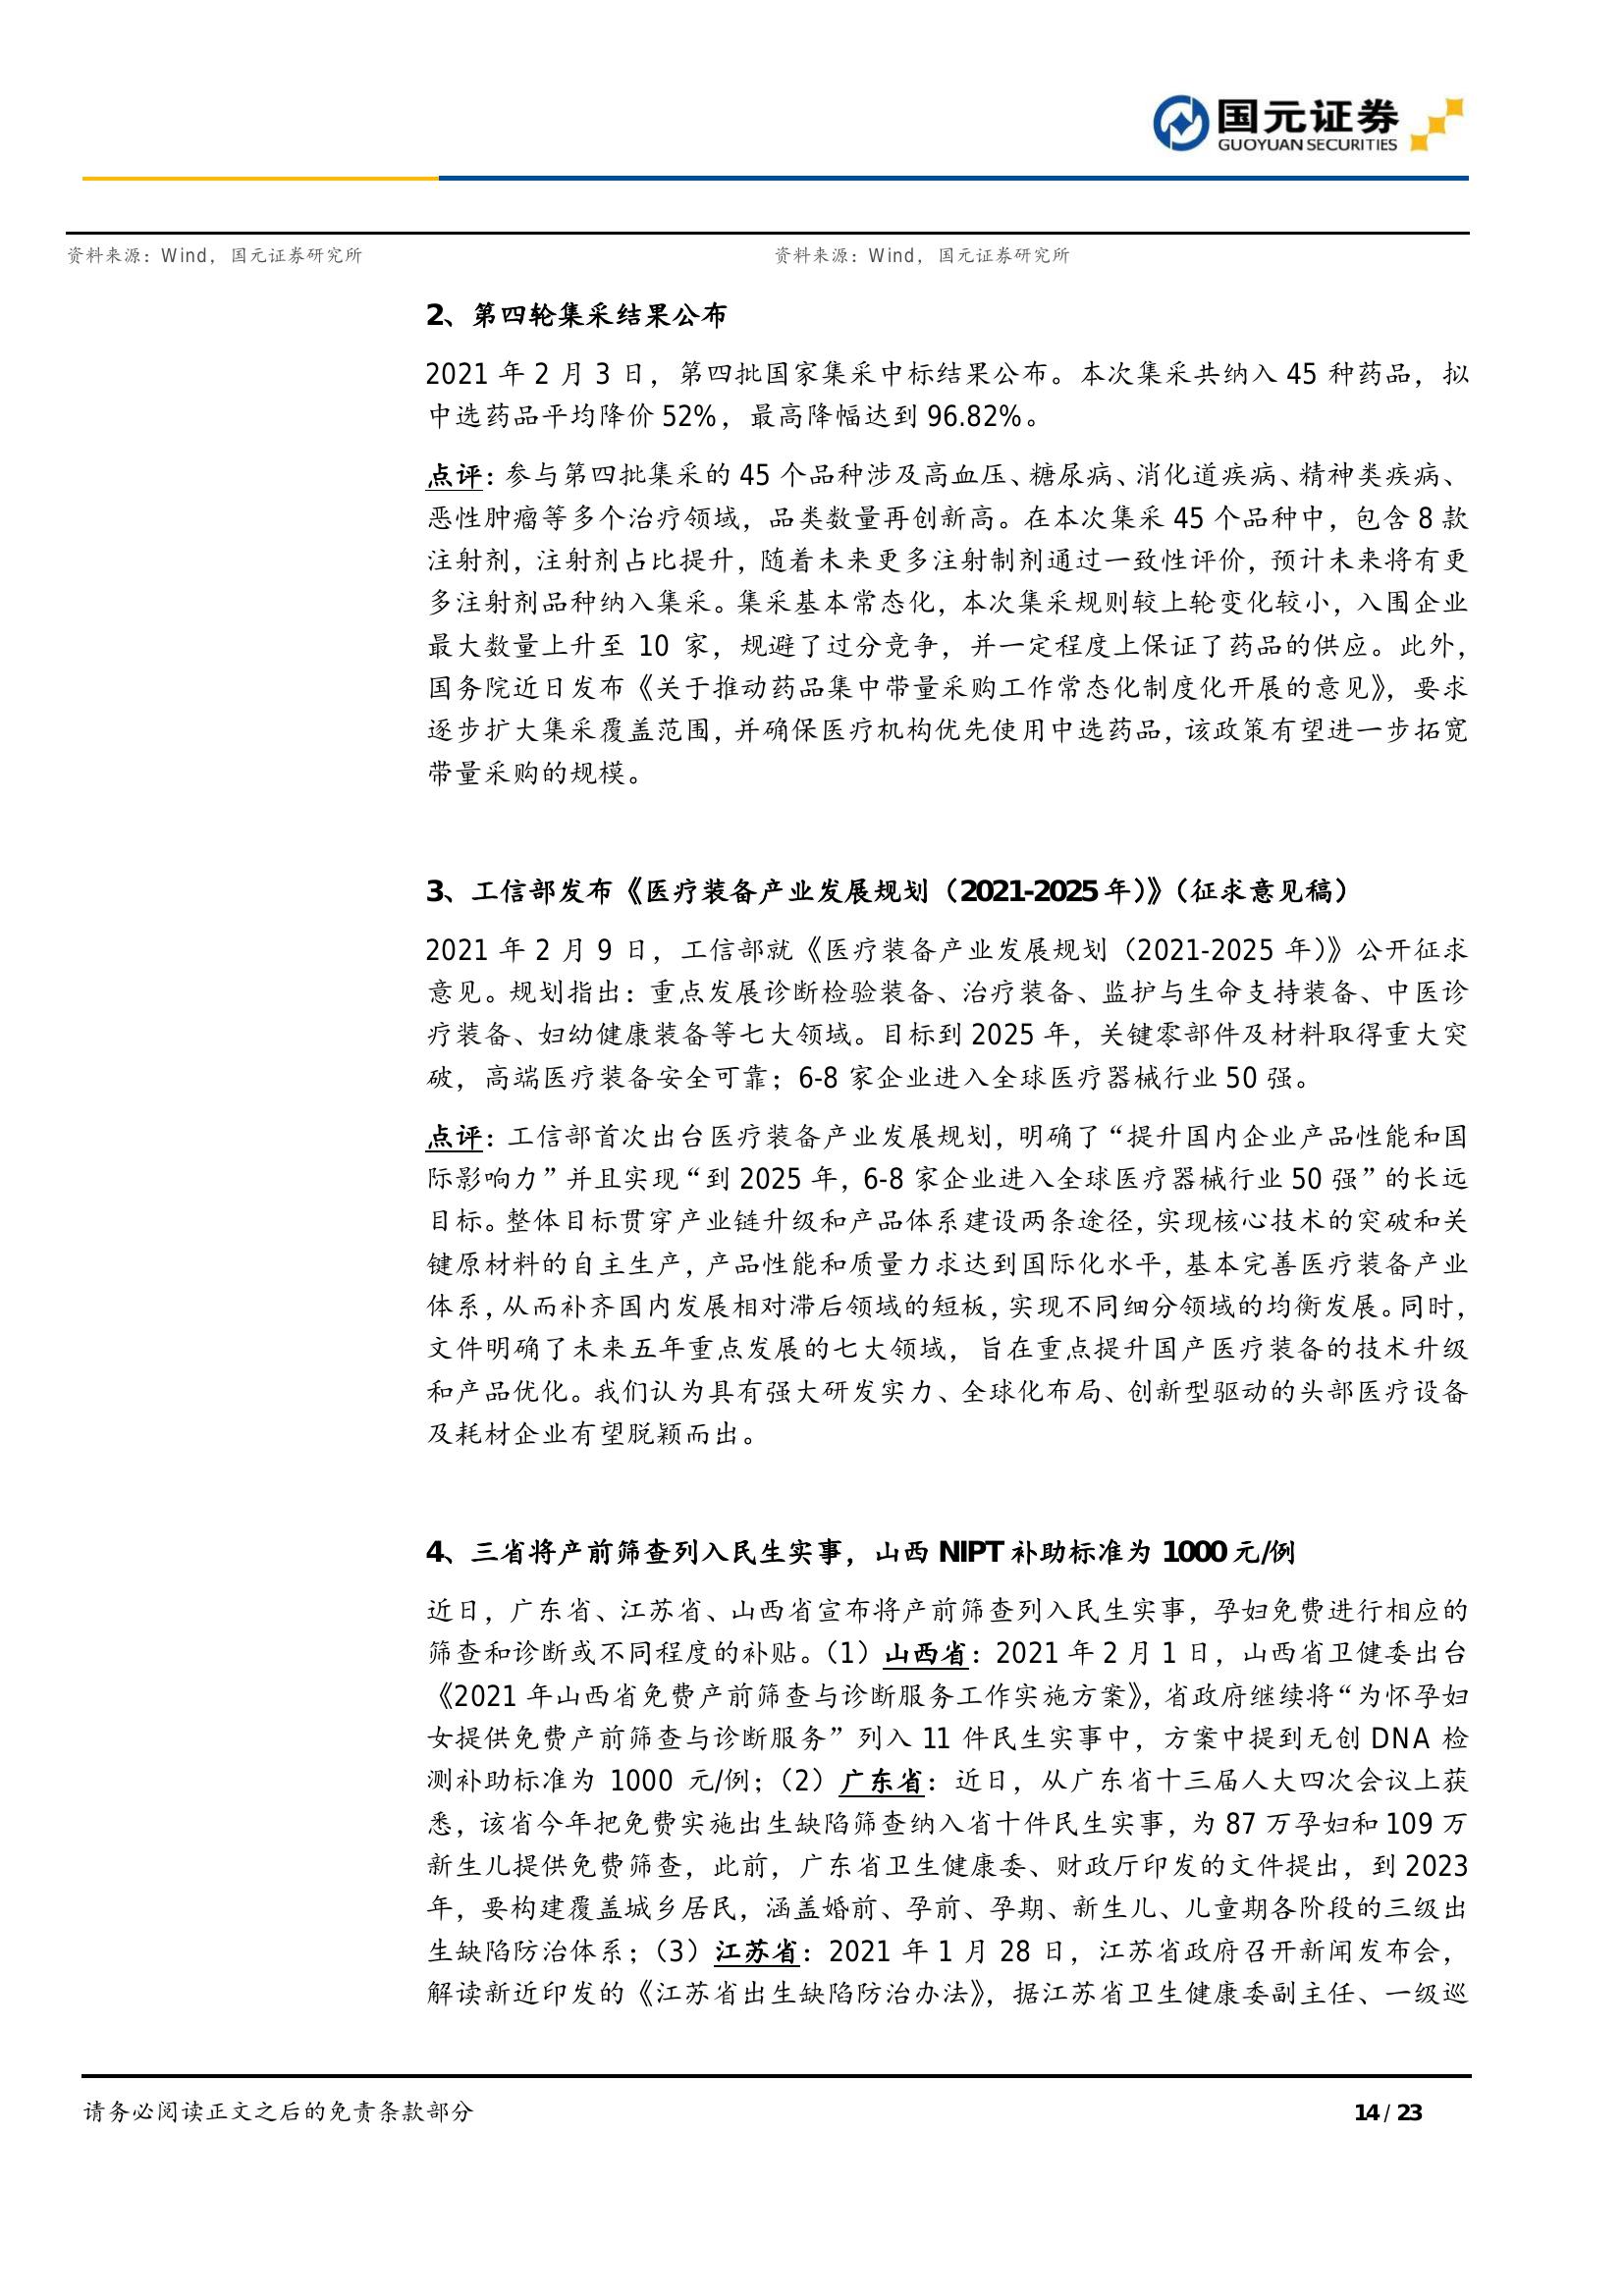 国元证券
GUOYUAN SECURITIES
资料来源：Wind，国元证券研究所
资料来源：Wind，国元证券研究所
2、第四轮集采结果公布
2021 年 2 月 3 日，第四批国家集采中标结果公布。本次集采共纳入 45 种药品，拟
中选药品平均降价 52%，最高降幅达到 96.82%。
点评：参与第四批集采的 45 个品种涉及高血压、糖尿病、消化道疾病、精神类疾病、
恶性肿瘤等多个治疗领域，品类数量再创新高。在本次集采 45 个品种中，包含 8 款
注射剂，注射剂占比提升，随着未来更多注射制剂通过一致性评价，预计未来将有更
多注射剂品种纳入集采。集采基本常态化，本次集采规则较上轮变化较小，入围企业
最大数量上升至 10 家，规避了过分竞争，并一定程度上保证了药品的供应。此外，
国务院近日发布《关于推动药品集中带量采购工作常态化制度化开展的意见》，要求
逐步扩大集采覆盖范围，并确保医疗机构优先使用中选药品，该政策有望进一步拓宽
带量采购的规模。
3、工信部发布《医疗装备产业发展规划（2021-2025 年）》（征求意见稿）
2021 年 2 月 9 日，工信部就《医疗装备产业发展规划（2021-2025 年）》公开征求
意见。规划指出：重点发展诊断检验装备、治疗装备、监护与生命支持装备、中医诊
疗装备、妇幼健康装备等七大领域。目标到 2025 年，关键零部件及材料取得重大突
破，高端医疗装备安全可靠；6-8 家企业进入全球医疗器械行业 50 强。
点评：工信部首次出台医疗装备产业发展规划，明确了“提升国内企业产品性能和国
际影响力”并且实现“到 2025 年，6-8 家企业进入全球医疗器械行业 50 强”的长远
目标。整体目标贯穿产业链升级和产品体系建设两条途径，实现核心技术的突破和关
键原材料的自主生产，产品性能和质量力求达到国际化水平，基本完善医疗装备产业
体系，从而补齐国内发展相对滞后领域的短板，实现不同细分领域的均衡发展。同时，
文件明确了未来五年重点发展的七大领域，旨在重点提升国产医疗装备的技术升级
和产品优化。我们认为具有强大研发实力、全球化布局、创新型驱动的头部医疗设备
及耗材企业有望脱颖而出。
4、三省将产前筛查列入民生实事，山西 NIPT 补助标准为 1000 元/例
近日，广东省、江苏省、山西省宣布将产前筛查列入民生实事，孕妇免费进行相应的
筛查和诊断或不同程度的补贴。（1）山西省：2021 年 2 月 1 日，山西省卫健委出台
《2021 年山西省免费产前筛查与诊断服务工作实施方案》，省政府继续将“为怀孕妇
女提供免费产前筛查与诊断服务”列入 11 件民生实事中，方案中提到无创 DNA 检
测补助标准为 1000 元/例；（2）广东省：近日，从广东省十三届人大四次会议上获
悉，该省今年把免费实施出生缺陷筛查纳入省十件民生实事，为 87 万孕妇和 109 万
新生儿提供免费筛查，此前，广东省卫生健康委、财政厅印发的文件提出，到 2023
年，要构建覆盖城乡居民，涵盖婚前、孕前、孕期、新生儿、儿童期各阶段的三级出
生缺陷防治体系；（3）江苏省：2021 年 1 月 28 日，江苏省政府召开新闻发布会，
解读新近印发的《江苏省出生缺陷防治办法》，据江苏省卫生健康委副主任、一级巡
请务必阅读正文之后的免责条款部分
14 / 23